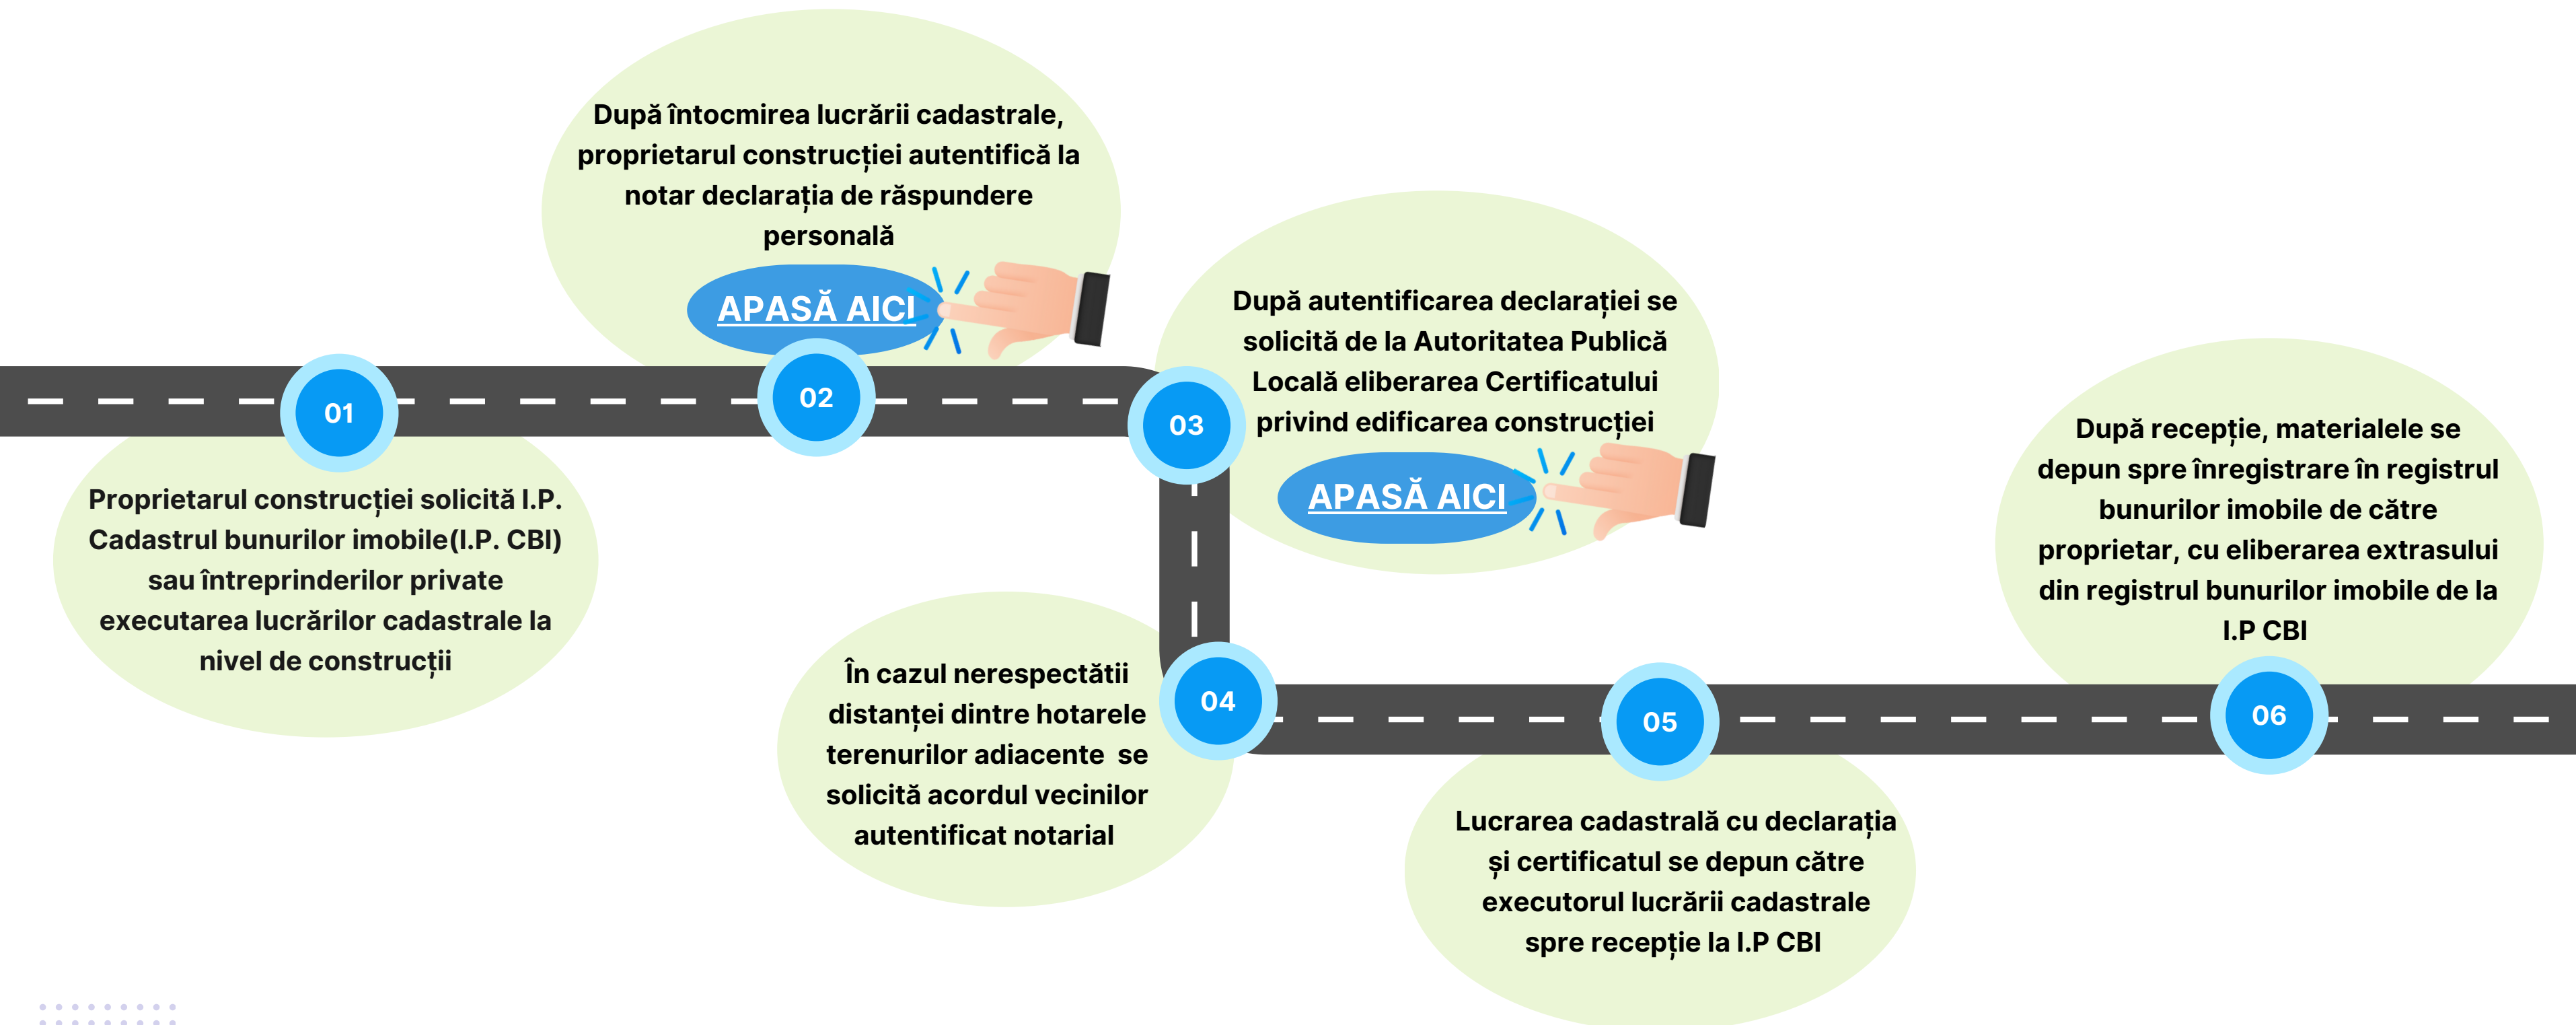 01
Proprietarul construcției solicită I.P.
Cadastrul bunurilor imobile(I.P. CBI)
sau întreprinderilor private
executarea lucrărilor cadastrale la
nivel de construcții
După întocmirea lucrării cadastrale,
proprietarul construcției autentifică la
notar declarația de răspundere
personală
APASĂ AICI
02
03
După autentificarea declarației se
solicită de la Autoritatea Publică
Locală eliberarea Certificatului
privind edificarea construcției
APASĂ AICI
04
În cazul nerespectătii
distanței dintre hotarele
terenurilor adiacente  se
solicită acordul vecinilor
autentificat notarial
05
Lucrarea cadastrală cu declarația
și certificatul se depun către
executorul lucrării cadastrale
spre recepție la I.P CBI
După recepție, materialele se
depun spre înregistrare în registrul
bunurilor imobile de către
proprietar, cu eliberarea extrasului
din registrul bunurilor imobile de la
I.P CBI
06